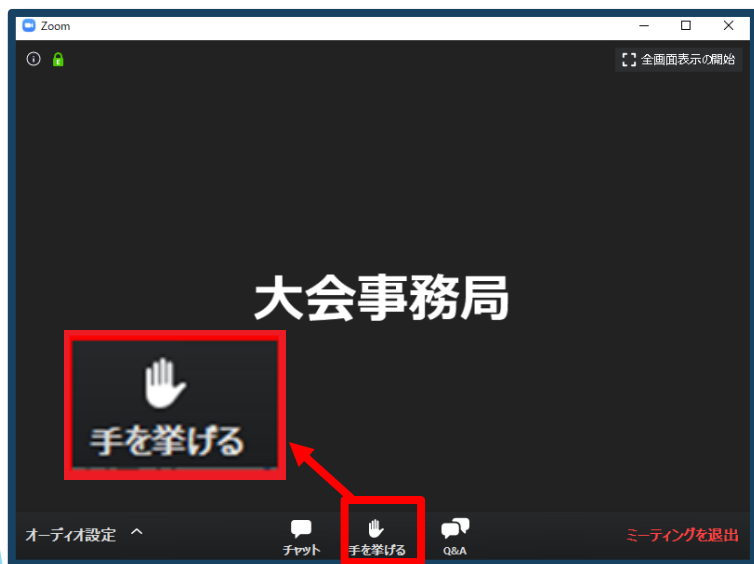 Zoom
全画面表示の開始
大会事務局
手を挙げる
オーディオ設定
チャット
手を挙げる
Q&A
ミーティングを退出